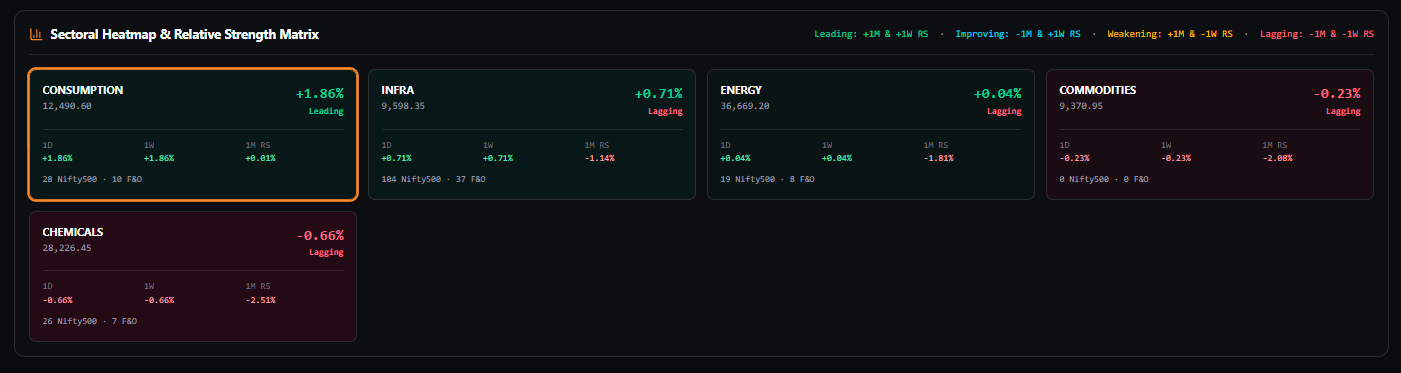 Sectoral Heatmap & Relative Strength Matrix
Leading: +1M & +1W RS · Improving: -1M & +1W RS · Weakening: +1M & -1W RS · Lagging: -1M & -1W RS
CONSUMPTION +1.86%
12,490.60 Leading
1D 1W 1M RS
+1.86% +1.86% +0.01%
28 Nifty500 · 10 F&O
INFRA +0.71%
9,598.35 Lagging
1D 1W 1M RS
+0.71% +0.71% -1.14%
104 Nifty500 · 37 F&O
ENERGY +0.04%
36,669.20 Lagging
1D 1W 1M RS
+0.04% +0.04% -1.81%
19 Nifty500 · 8 F&O
COMMODITIES -0.23%
9,370.95 Lagging
1D 1W 1M RS
-0.23% -0.23% -2.08%
0 Nifty500 · 0 F&O
CHEMICALS -0.66%
28,226.45 Lagging
1D 1W 1M RS
-0.66% -0.66% -2.51%
26 Nifty500 · 7 F&O